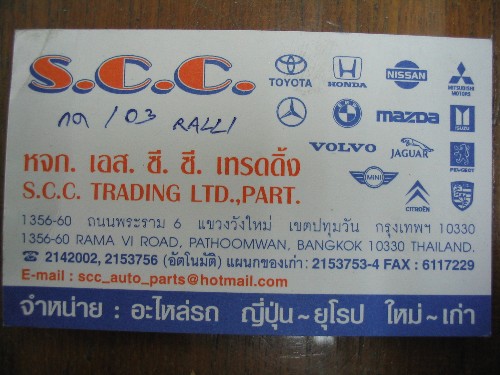 S.C.C.
TOYOTA HONDA NISSAN MITSUBISHI MOTORS
/ 03 RALLI
mazda ISUZU
VOLVO JAGUAR PEUGEOT
MINI CITROËN
หจก. เอส. ซี. ซี. เทรดดิ้ง
S.C.C. TRADING LTD.,PART.
1356-60 ถนนพระราม 6 แขวงวังใหม่ เขตปทุมวัน กรุงเทพฯ 10330
1356-60 RAMA VI ROAD, PATHOOMWAN, BANGKOK 10330 THAILAND.
☎ 2142002, 2153756 (อัตโนมัติ) แผนกของเก่า : 2153753-4 FAX : 6117229
E-mail : scc_auto_parts@hotmail.com
จำหน่าย : อะไหล่รถ ญี่ปุ่น ~ ยุโรป ใหม่ ~ เก่า